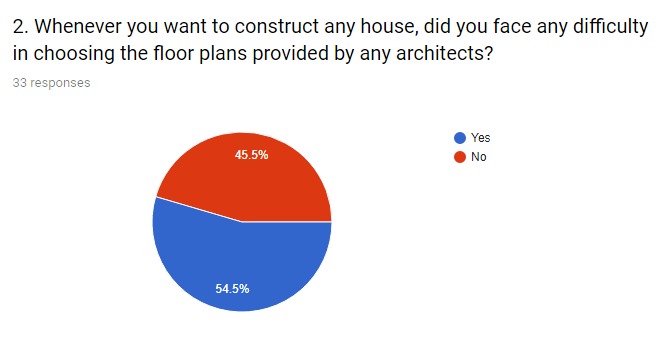 2. Whenever you want to construct any house, did you face any difficulty
in choosing the floor plans provided by any architects?
33 responses
Yes
No
45.5%
54.5%